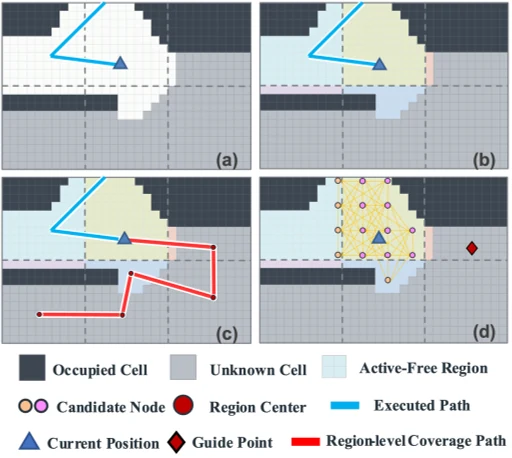 (a)
(b)
(c)
(d)
Occupied Cell
Unknown Cell
Active-Free Region
Candidate Node
Region Center
Executed Path
Current Position
Guide Point
Region-level Coverage Path